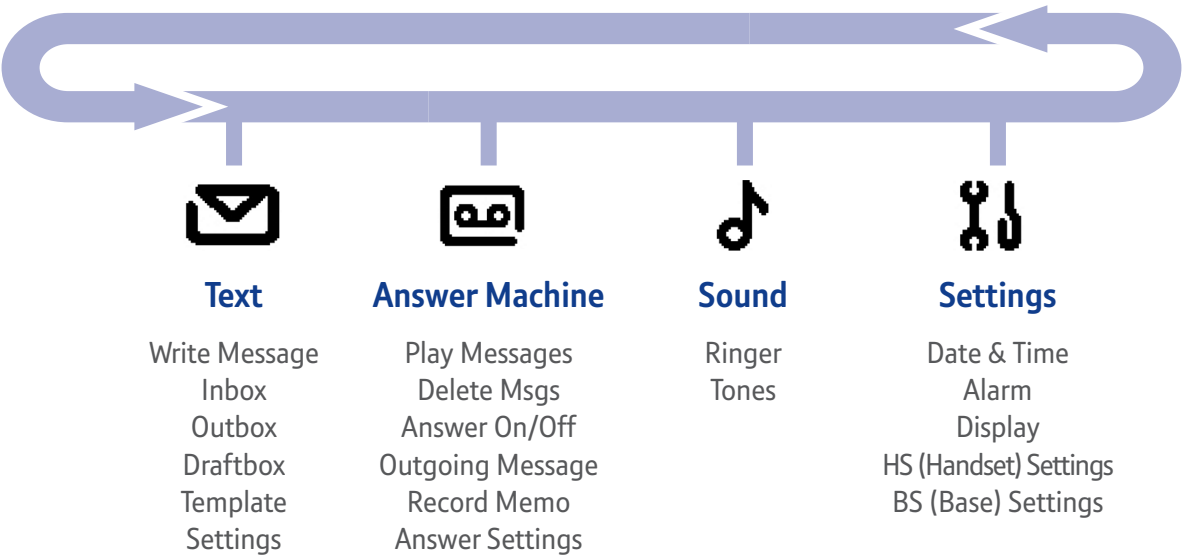 Text
Write Message
Inbox
Outbox
Draftbox
Template
Settings
Answer Machine
Play Messages
Delete Msgs
Answer On/Off
Outgoing Message
Record Memo
Answer Settings
Sound
Ringer
Tones
Settings
Date & Time
Alarm
Display
HS (Handset) Settings
BS (Base) Settings